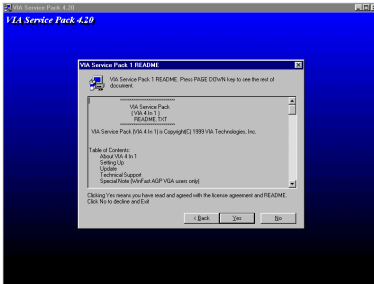 VIA Service Pack 4.20
VIA Service Pack 4.20
VIA Service Pack 1 README
VIA Service Pack 1 README. Press PAGE DOWN key to see the rest of
document.
==========================
VIA Service Pack
( VIA 4 In 1 )
README.TXT
==========================
VIA Service Pack (VIA 4 In 1) is Copyright(C) 1999 VIA Technologies, Inc.
Table of Contents:
About VIA 4 in 1
Setting Up
Update
Technical Support
Special Note (WinFast AGP VGA users only)
Clicking Yes means you have read and agreed with the license agreement and README.
Click No to decline and Exit
< Back
Yes
No